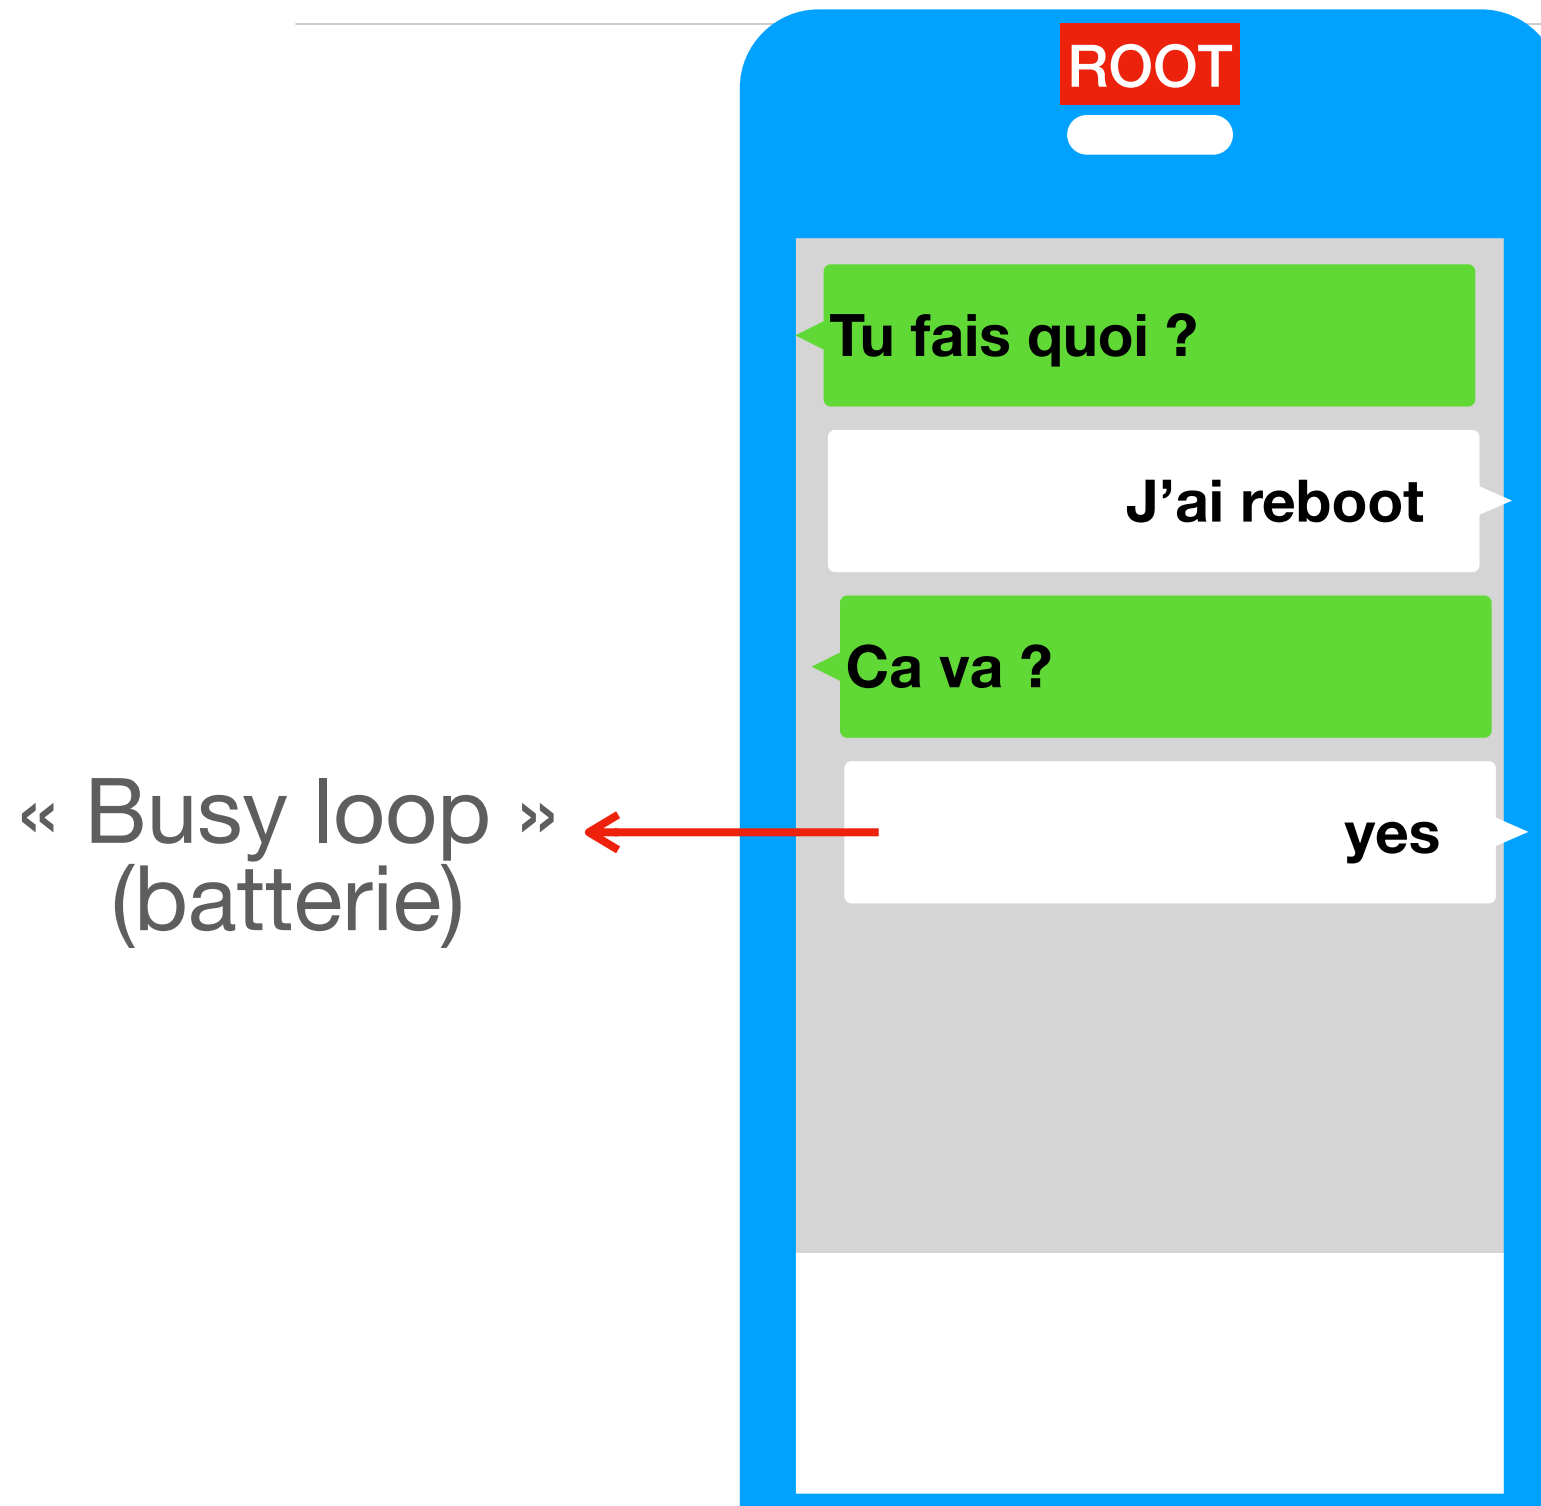 ROOT
Tu fais quoi ?
J’ai reboot
Ca va ?
yes
« Busy loop »
(batterie)